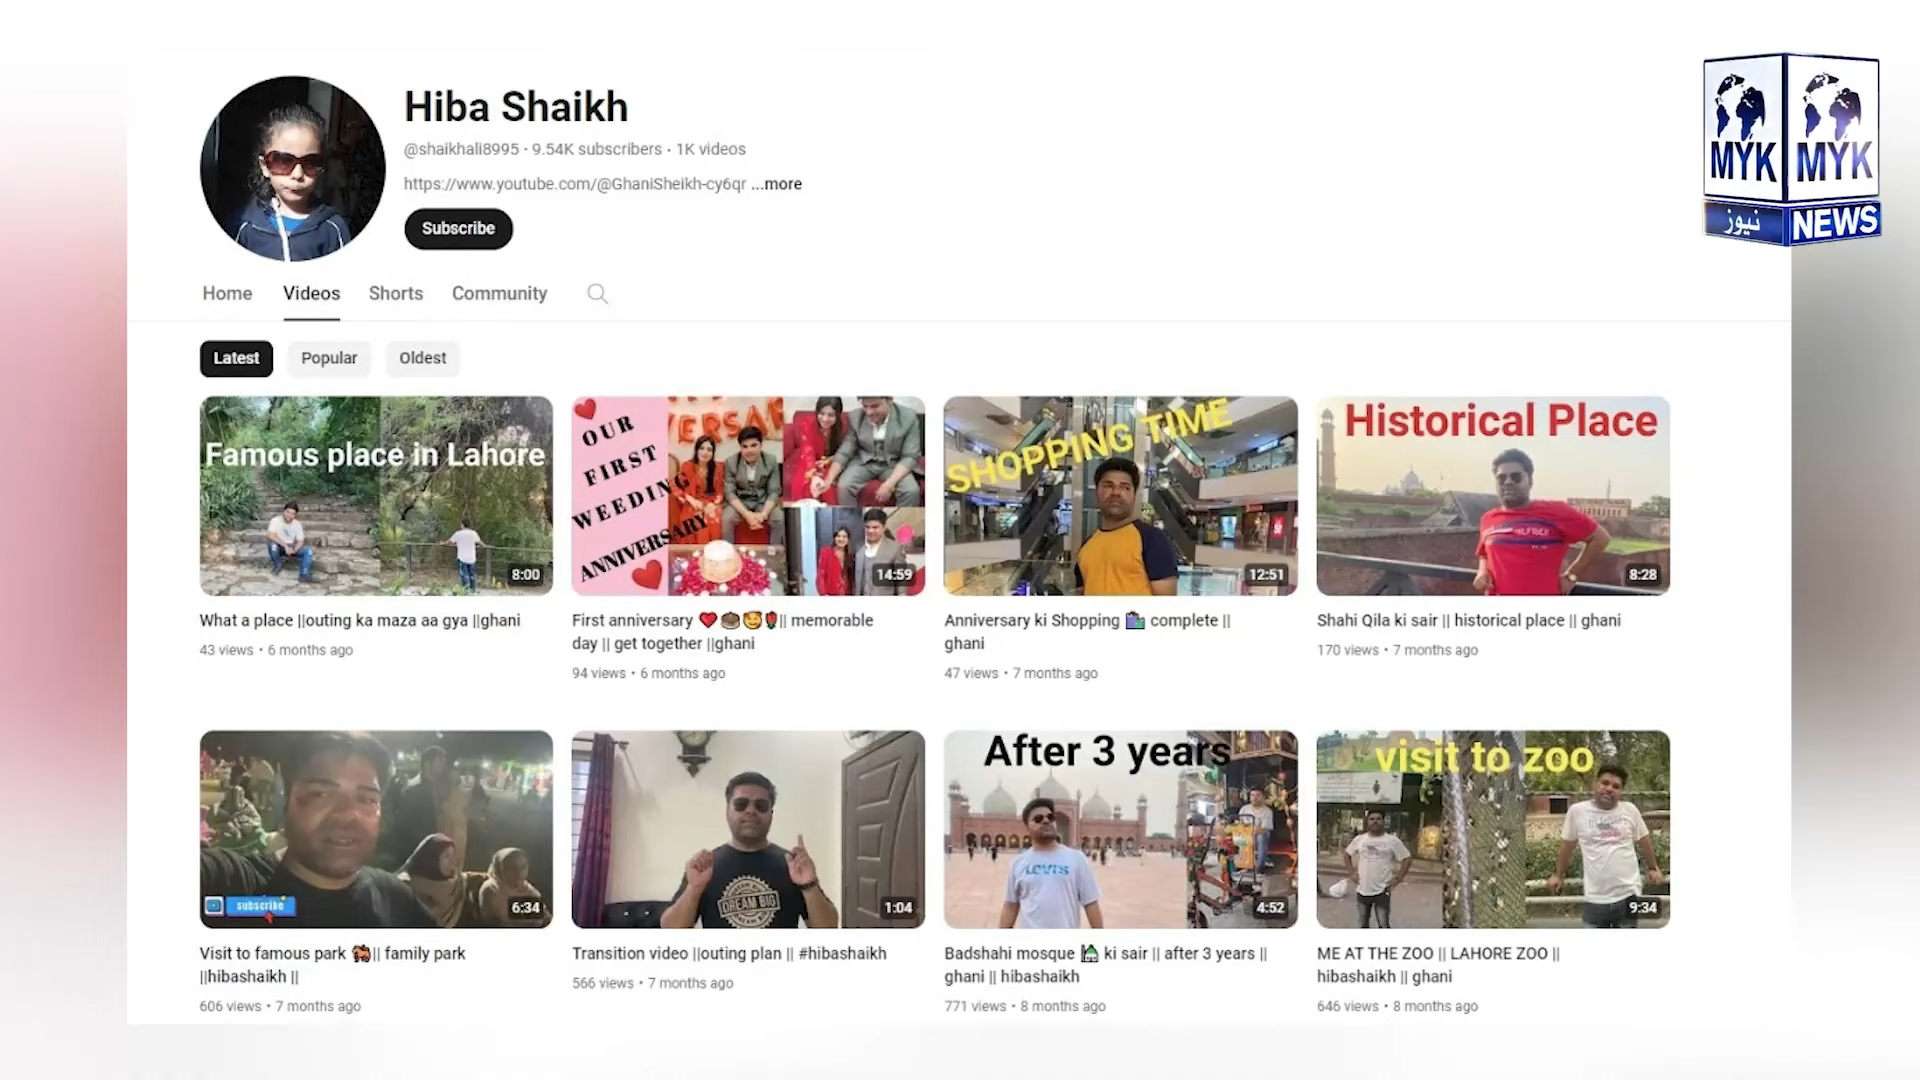 Hiba Shaikh
@shaikhali8995 · 9.54K subscribers · 1K videos
https://www.youtube.com/@GhaniSheikh-cy6qr ...more
Subscribe
MYK MYK
نیوز NEWS
Home Videos Shorts Community
Latest Popular Oldest
Famous place in Lahore
8:00
OUR
FIRST
WEEDING
ANNIVERSARY
14:59
SHOPPING TIME
12:51
Historical Place
8:28
What a place ||outing ka maza aa gya ||ghani
43 views • 6 months ago
First anniversary ❤️🎂🥰🌹|| memorable
day || get together ||ghani
94 views • 6 months ago
Anniversary ki Shopping 🛍️ complete ||
ghani
47 views • 7 months ago
Shahi Qila ki sair || historical place || ghani
170 views • 7 months ago
subscribe
6:34
DREAM BIG
1:04
After 3 years
LEVI'S
4:52
visit to zoo
9:34
Visit to famous park || family park
||hibashaikh ||
606 views • 7 months ago
Transition video ||outing plan || #hibashaikh
566 views • 7 months ago
Badshahi mosque 🕌 ki sair || after 3 years ||
ghani || hibashaikh
771 views • 8 months ago
ME AT THE ZOO || LAHORE ZOO ||
hibashaikh || ghani
646 views • 8 months ago